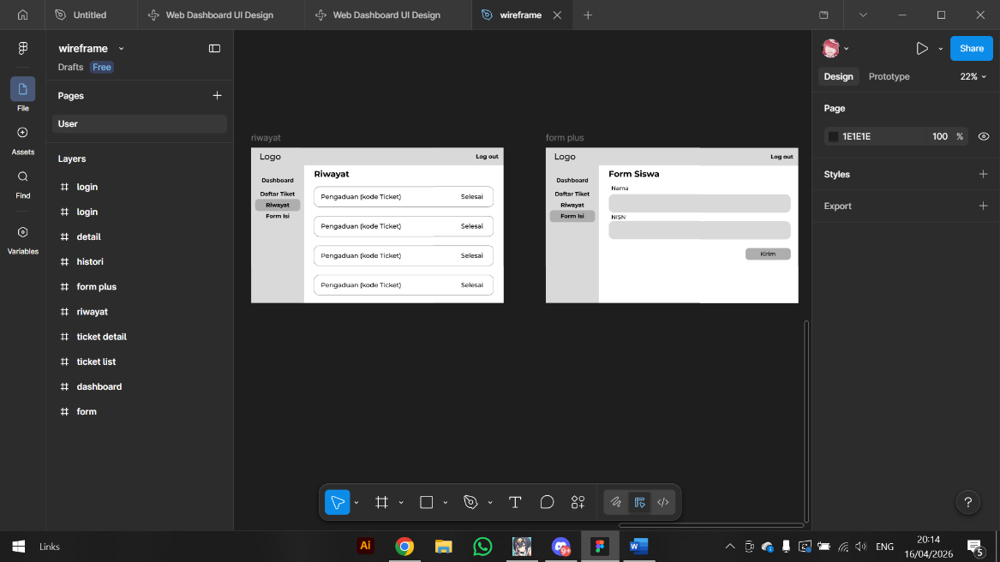 Untitled
Web Dashboard UI Design
Web Dashboard UI Design
wireframe
wireframe
Drafts Free
File
Assets
Find
Variables
Pages
User
Layers
login
login
detail
histori
form plus
riwayat
ticket detail
ticket list
dashboard
form
riwayat
Logo
Log out
Dashboard
Daftar Tiket
Riwayat
Form Isi
Riwayat
Pengaduan (kode Ticket) Selesai
Pengaduan (kode Ticket) Selesai
Pengaduan (kode Ticket) Selesai
Pengaduan (kode Ticket) Selesai
form plus
Logo
Log out
Dashboard
Daftar Tiket
Riwayat
Form Isi
Form Siswa
Nama
NISN
Kirim
Share
Design Prototype 22%
Page
1E1E1E 100 %
Styles
Export
?
Links
Ai
9+
W
ENG
20:14
16/04/2026
5